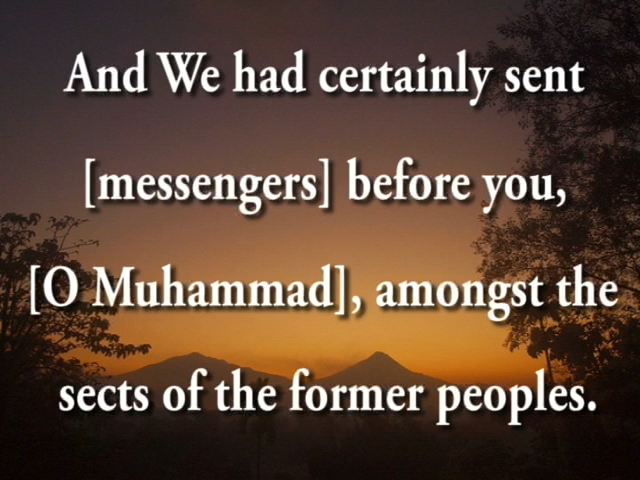 And We had certainly sent
[messengers] before you,
[O Muhammad], amongst the
sects of the former peoples.